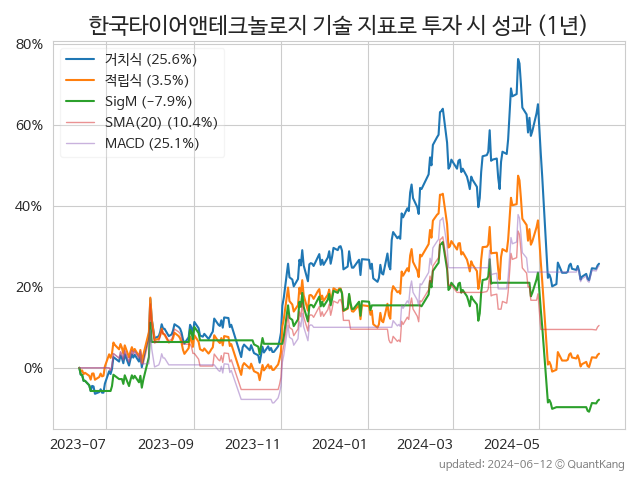 한국타이어앤테크놀로지 기술 지표로 투자 시 성과 (1년)
80%
60%
40%
20%
0%
거치식 (25.6%)
적립식 (3.5%)
SigM (−7.9%)
SMA(20) (10.4%)
MACD (25.1%)
2023-07 2023-09 2023-11 2024-01 2024-03 2024-05
updated: 2024-06-12 © QuantKang